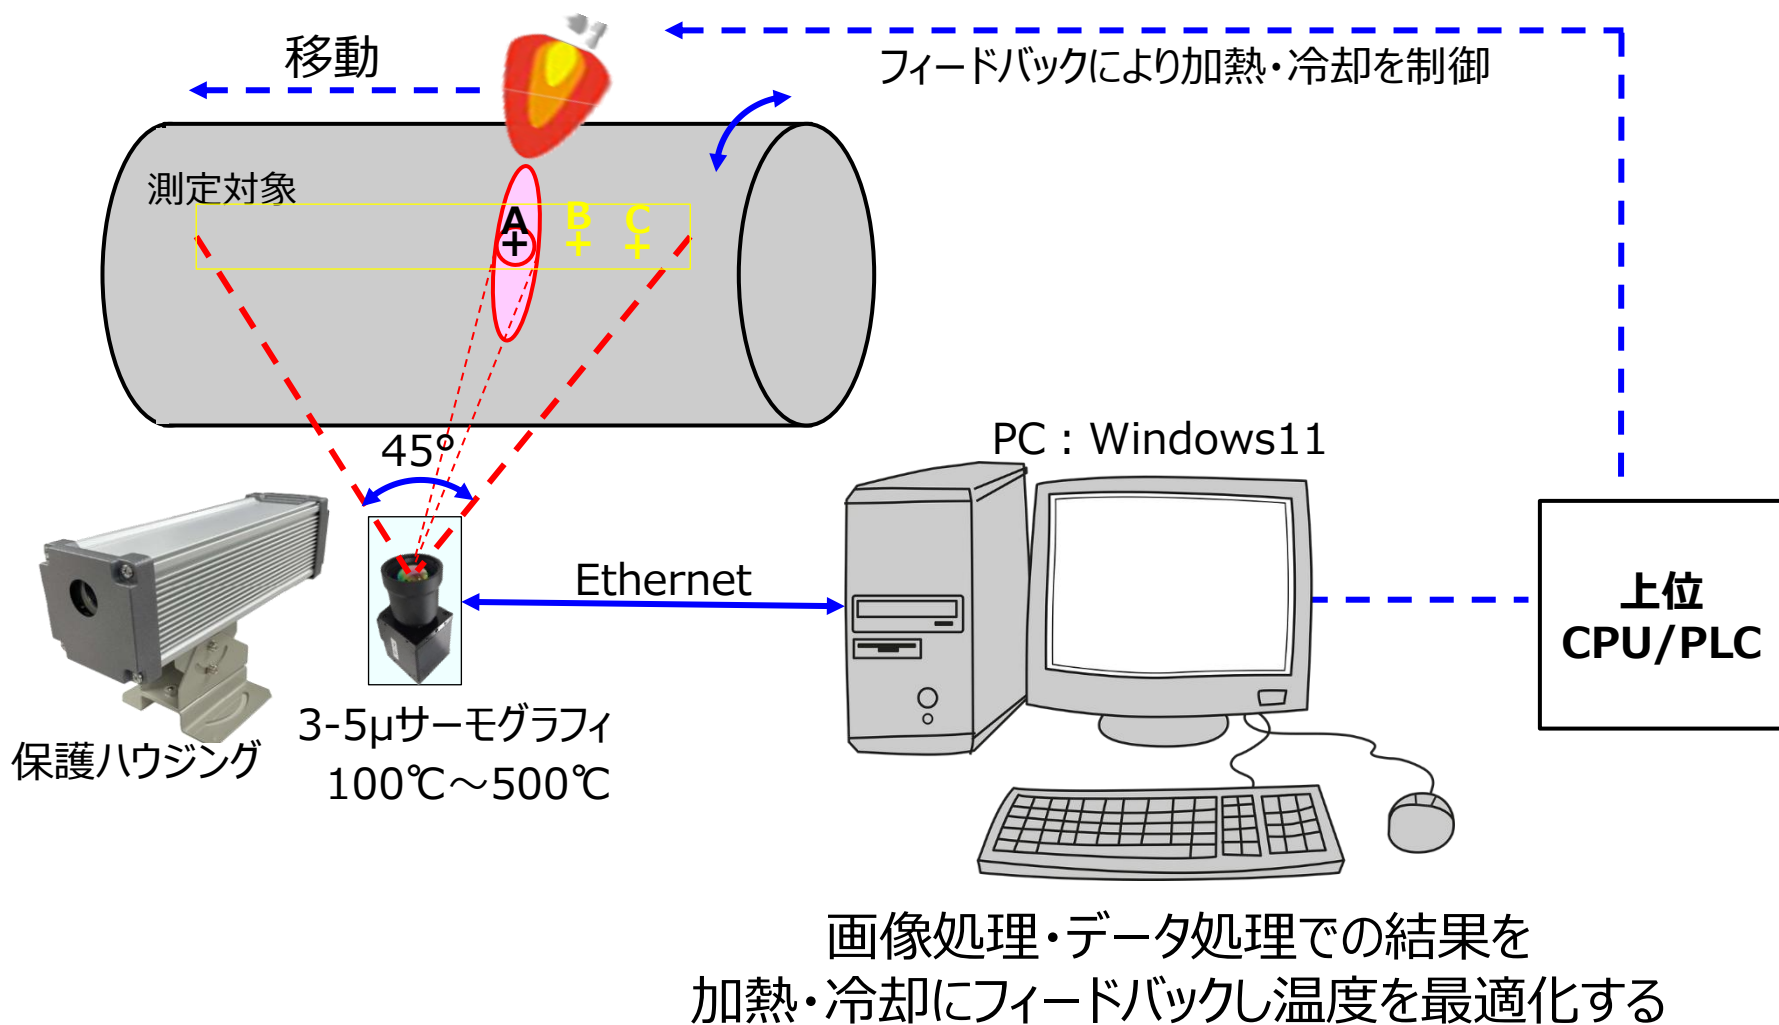 移動
フィードバックにより加熱・冷却を制御
測定対象
A
B
C
45°
PC：Windows11
Ethernet
上位
CPU/PLC
3-5μサーモグラフィ
100℃～500℃
保護ハウジング
画像処理・データ処理での結果を
加熱・冷却にフィードバックし温度を最適化する